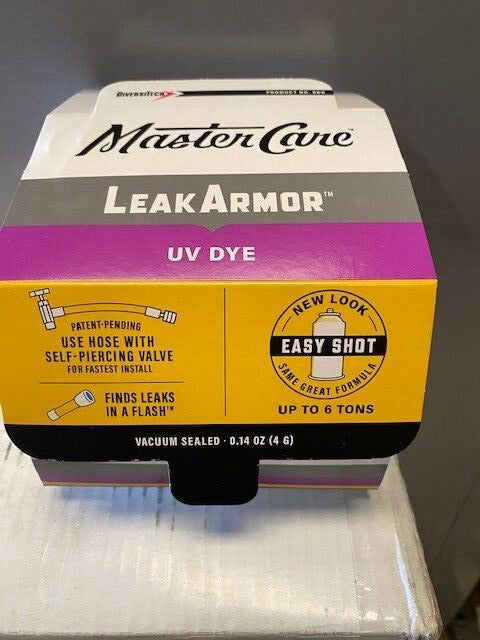 DIVERSITECH
PRODUCT NO.
Master Care
LEAKARMOR™
UV DYE
PATENT-PENDING
USE HOSE WITH
SELF-PIERCING VALVE
FOR FASTEST INSTALL
FINDS LEAKS
IN A FLASH™
NEW LOOK
EASY SHOT
SAME GREAT FORMULA
UP TO 6 TONS
VACUUM SEALED · 0.14 OZ (4 G)